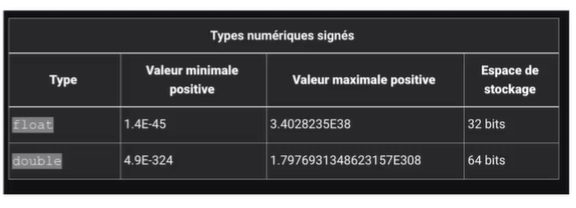 Types numériques signés
Type Valeur minimale positive Valeur maximale positive Espace de stockage
float 1.4E-45 3.4028235E38 32 bits
double 4.9E-324 1.7976931348623157E308 64 bits